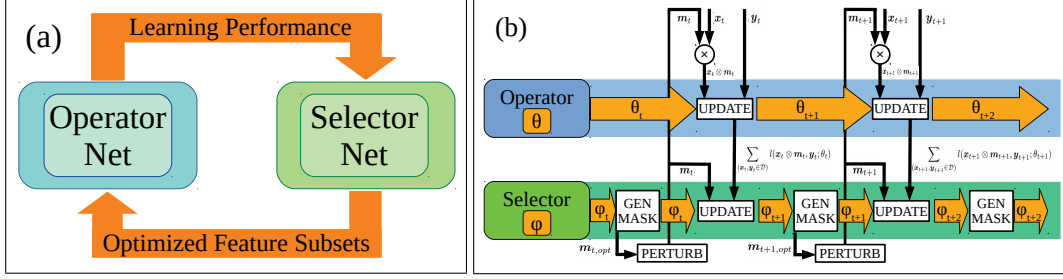 (a)
Learning Performance
Operator
Net
Selector
Net
Optimized Feature Subsets
(b)
m_t x_t y_t
m_{t+1} x_{t+1} y_{t+1}
⊗ ⊗
x_t ⊗ m_t
x_{t+1} ⊗ m_{t+1}
Operator
θ
θ_t
UPDATE
θ_{t+1}
UPDATE
θ_{t+2}
m_t
∑_{(x_t,y_t∈D)} l(x_t ⊗ m_t, y_t; θ_t)
m_{t+1}
∑_{(x_{t+1},y_{t+1}∈D)} l(x_{t+1} ⊗ m_{t+1}, y_{t+1}; θ_{t+1})
Selector
φ
φ_t
GEN
MASK
φ_t
UPDATE
φ_{t+1}
GEN
MASK
φ_{t+1}
UPDATE
φ_{t+2}
GEN
MASK
φ_{t+2}
m_{t,opt}
PERTURB
m_{t+1,opt}
PERTURB